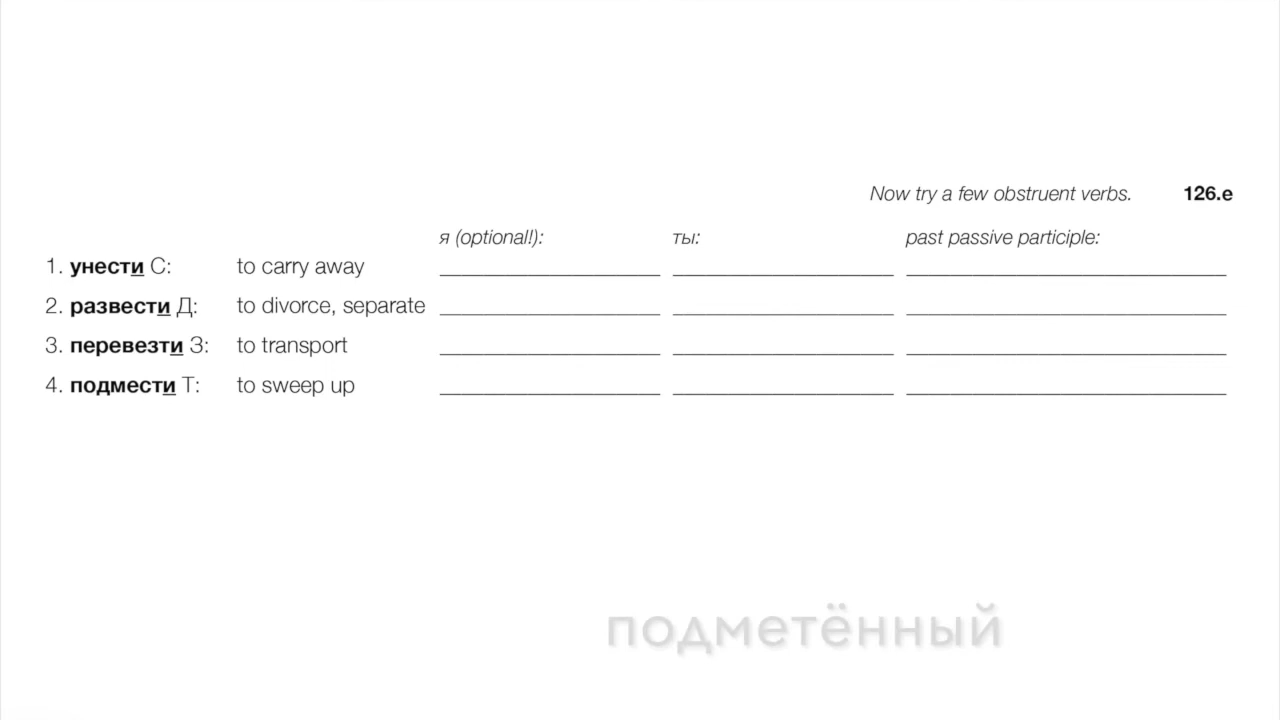 Now try a few obstruent verbs. 126.e
я (optional!): ты: past passive participle:
1. унести С: to carry away
2. развести Д: to divorce, separate
3. перевезти З: to transport
4. подмести Т: to sweep up
подметённый